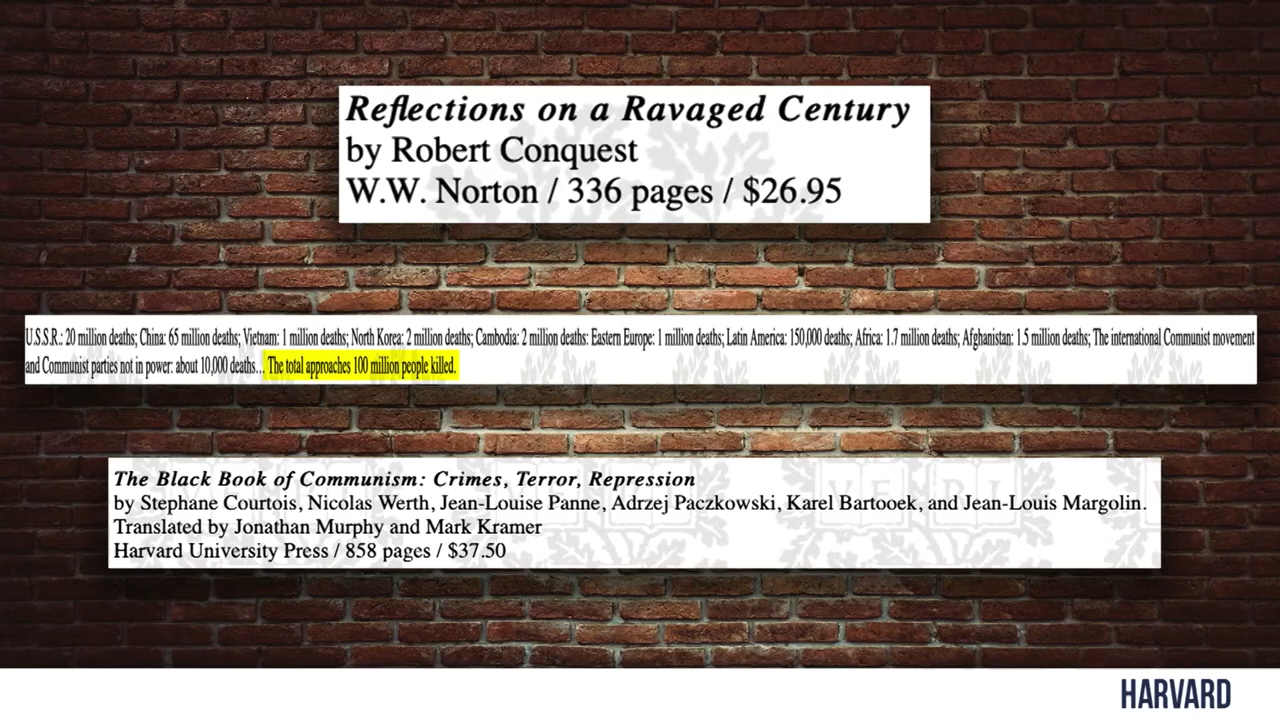 Reflections on a Ravaged Century
by Robert Conquest
W.W. Norton / 336 pages / $26.95
U.S.S.R.: 20 million deaths; China: 65 million deaths; Vietnam: 1 million deaths; North Korea: 2 million deaths; Cambodia: 2 million deaths: Eastern Europe: 1 million deaths; Latin America: 150,000 deaths; Africa: 1.7 million deaths; Afghanistan: 1.5 million deaths; The international Communist movement
and Communist parties not in power: about 10,000 deaths... The total approaches 100 million people killed.
The Black Book of Communism: Crimes, Terror, Repression
by Stephane Courtois, Nicolas Werth, Jean-Louise Panne, Adrzej Paczkowski, Karel Bartooek, and Jean-Louis Margolin.
Translated by Jonathan Murphy and Mark Kramer
Harvard University Press / 858 pages / $37.50
HARVARD